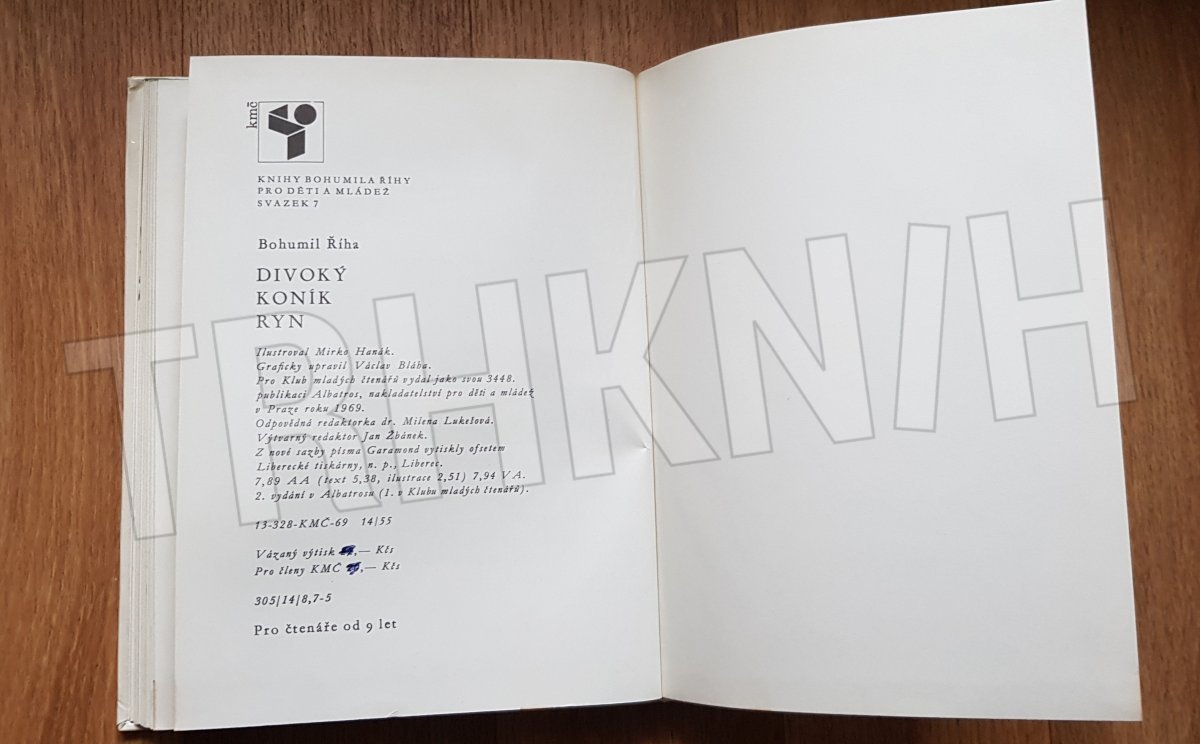 kmč
KNIHY BOHUMILA ŘÍHY
PRO DĚTI A MLÁDEŽ
SVAZEK 7
Bohumil Říha
DIVOKÝ
KONÍK
RYN
Ilustroval Mirko Hanák.
Graficky upravil Václav Bláha.
Pro Klub mladých čtenářů vydal jako svou 3448.
publikaci Albatros, nakladatelství pro děti a mládež
v Praze roku 1969.
Odpovědná redaktorka dr. Milena Lukešová.
Výtvarný redaktor Jan Žbánek.
Z nové sazby písma Garamond vytiskly ofsetem
Liberecké tiskárny, n. p., Liberec.
7,89 AA (text 5,38, ilustrace 2,51) 7,94 VA.
2. vydání v Albatrosu (1. v Klubu mladých čtenářů).
13-328-KMČ-69 14|55
Vázaný výtisk ,— Kčs
Pro členy KMČ ,— Kčs
305|14|8,7-5
Pro čtenáře od 9 let
TRHKNIH